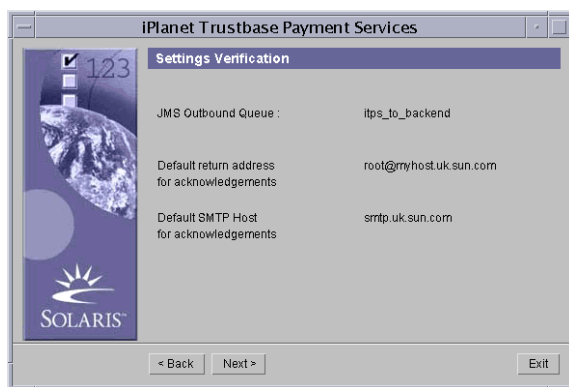 iPlanet Trustbase Payment Services
123
Settings Verification
JMS Outbound Queue :
itps_to_backend
Default return address
for acknowledgements
root@myhost.uk.sun.com
Default SMTP Host
for acknowledgements
smtp.uk.sun.com
SOLARIS™
< Back
Next >
Exit